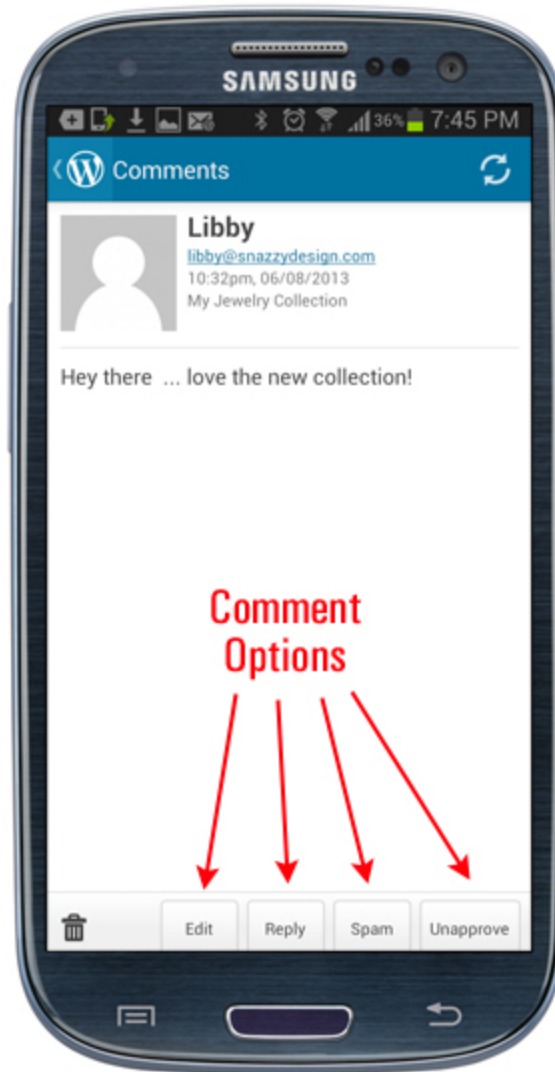 SAMSUNG
36% 7:45 PM
Comments
Libby
libby@snazzydesign.com
10:32pm, 06/08/2013
My Jewelry Collection
Hey there ... love the new collection!
Comment
Options
Edit Reply Spam Unapprove